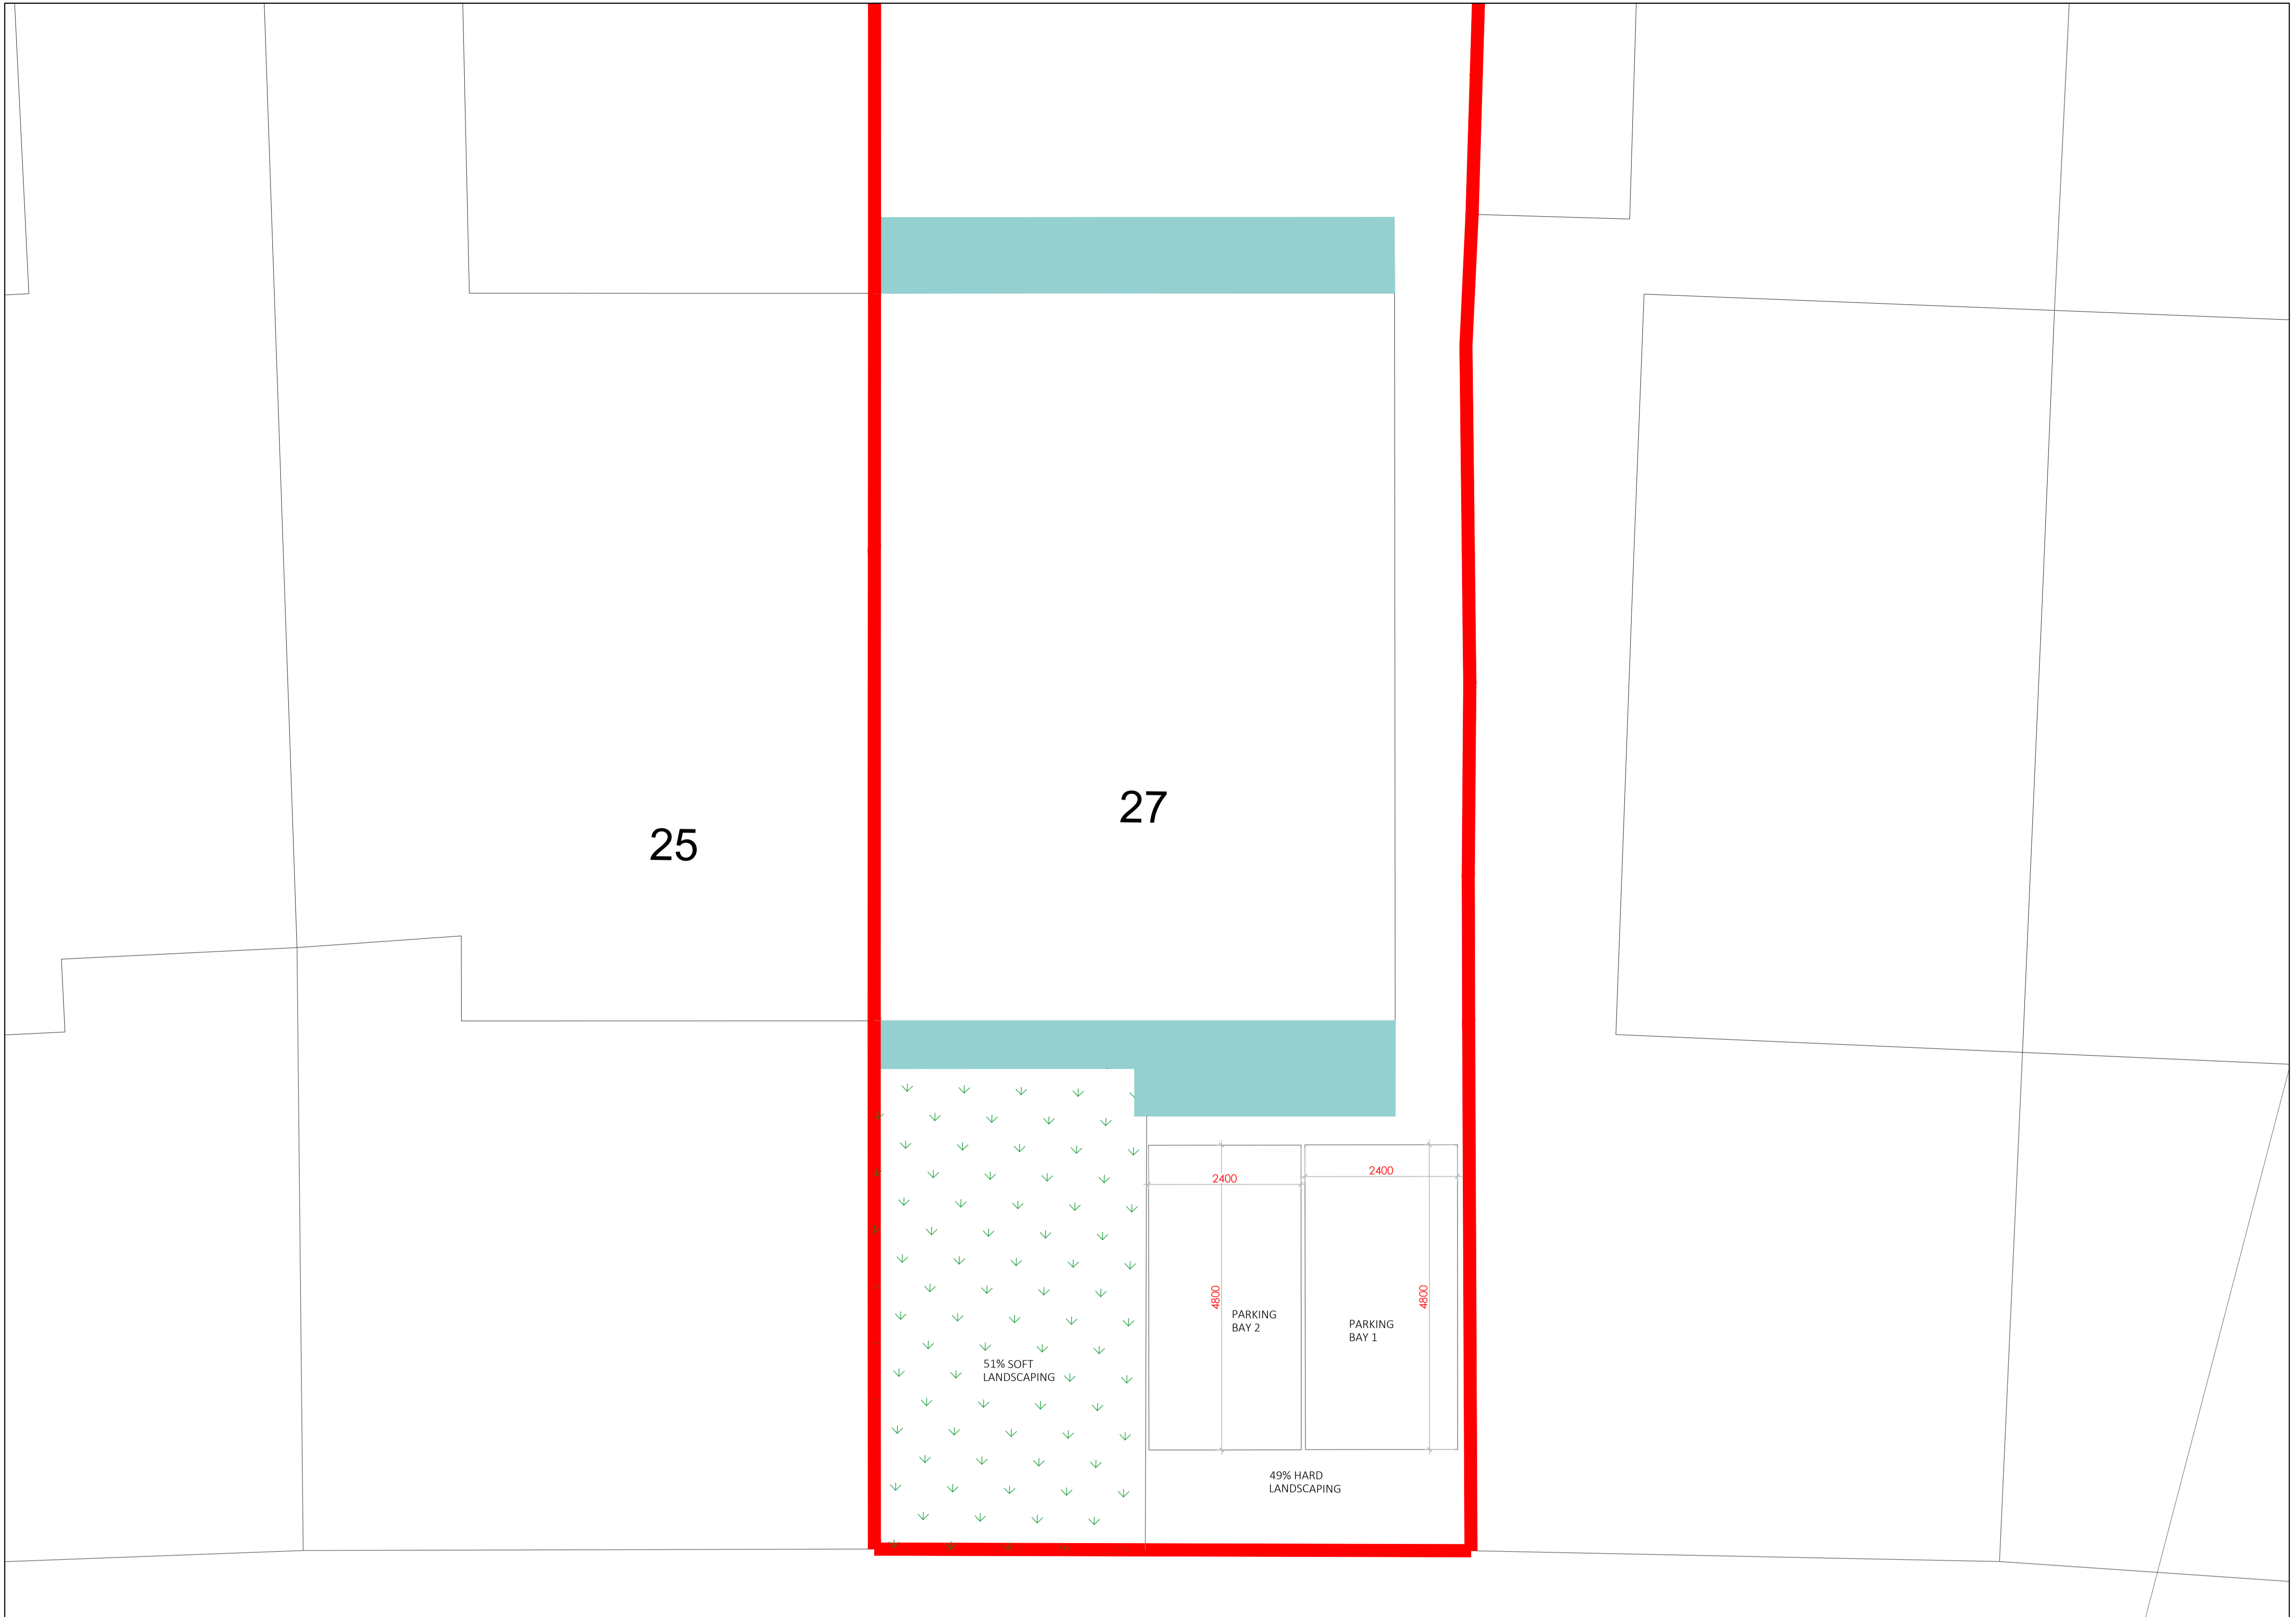 27
25
2400
2400
4800
4800
PARKING
BAY 2
PARKING
BAY 1
51% SOFT
LANDSCAPING
49% HARD
LANDSCAPING